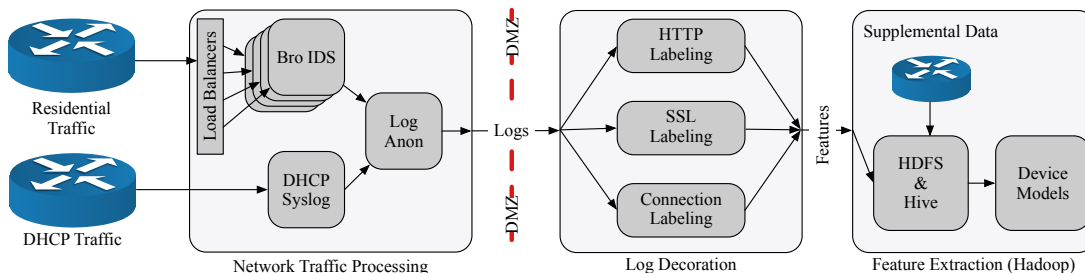 Residential
Traffic
DHCP Traffic
Load Balancers
Bro IDS
Log
Anon
DHCP
Syslog
Network Traffic Processing
DMZ
Logs
DMZ
HTTP
Labeling
SSL
Labeling
Connection
Labeling
Log Decoration
Features
Supplemental Data
HDFS
&
Hive
Device
Models
Feature Extraction (Hadoop)